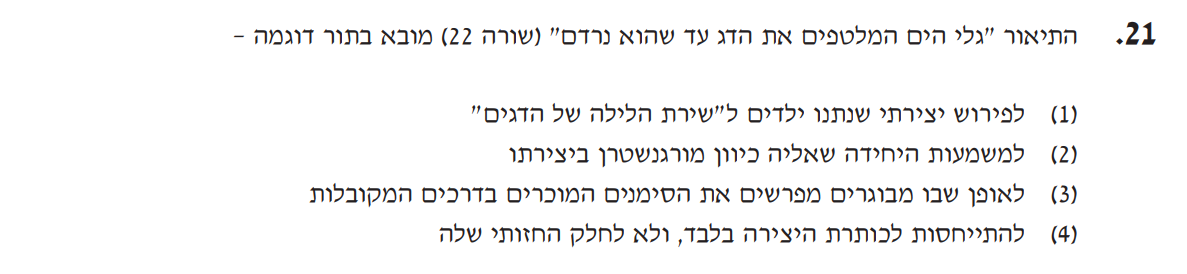 21. התיאור "גלי הים המלטפים את הדג עד שהוא נרדם" (שורה 22) מובא בתור דוגמה –
(1) לפירוש יצירתי שנתנו ילדים ל"שירת הלילה של הדגים"
(2) למשמעות היחידה שאליה כיוון מורגנשטרן ביצירתו
(3) לאופן שבו מבוגרים מפרשים את הסימנים המוכרים בדרכים המקובלות
(4) להתייחסות לכותרת היצירה בלבד, ולא לחלק החזותי שלה